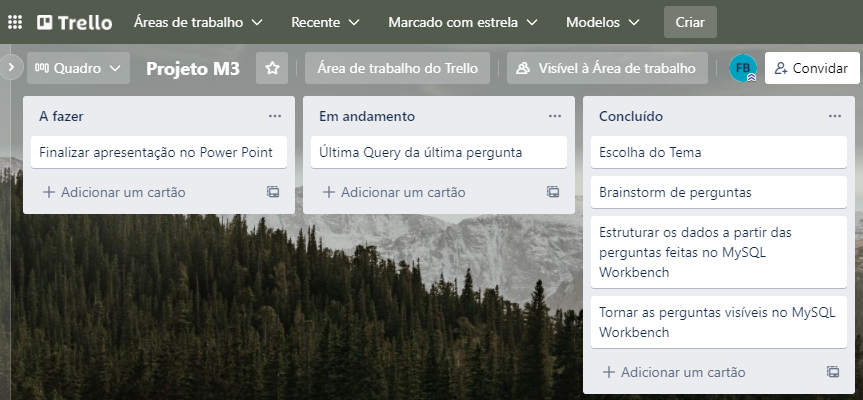 Trello Áreas de trabalho Recente Marcado com estrela Modelos Criar
Quadro Projeto M3 Área de trabalho do Trello Visível à Área de trabalho FB Convidar
A fazer
Finalizar apresentação no Power Point
+ Adicionar um cartão
Em andamento
Última Query da última pergunta
+ Adicionar um cartão
Concluído
Escolha do Tema
Brainstorm de perguntas
Estruturar os dados a partir das
perguntas feitas no MySQL
Workbench
Tornar as perguntas visíveis no MySQL
Workbench
+ Adicionar um cartão